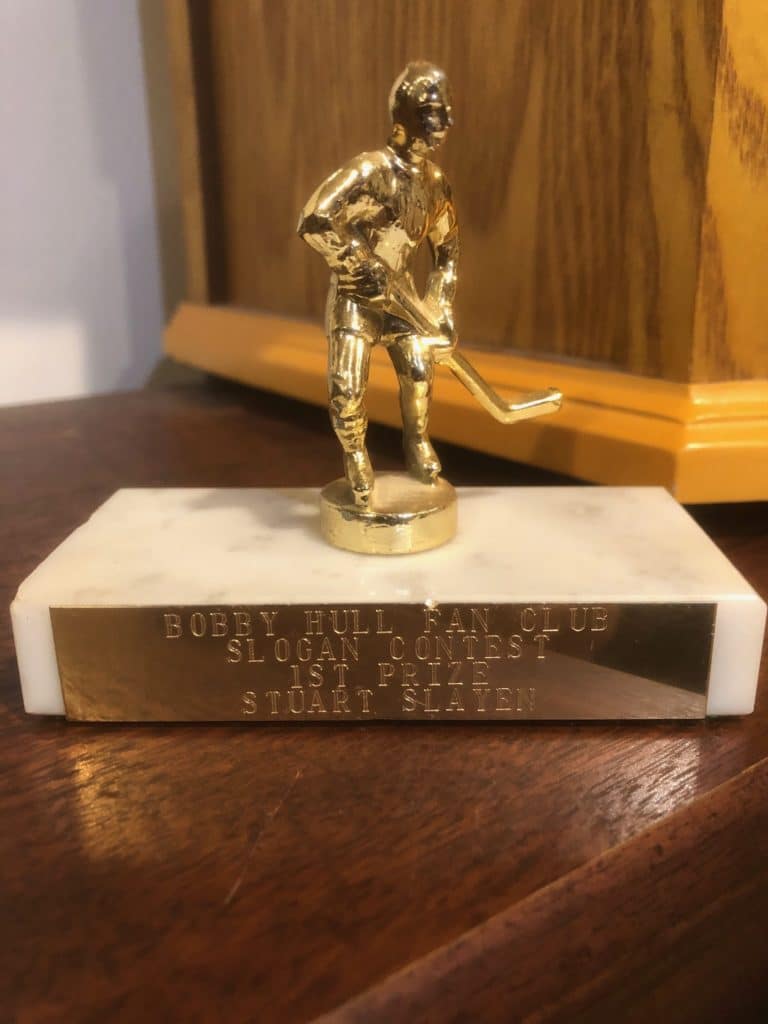 BOBBY HULL FAN CLUB
SLOGAN CONTEST
1ST PRIZE
STUART SLAYEN